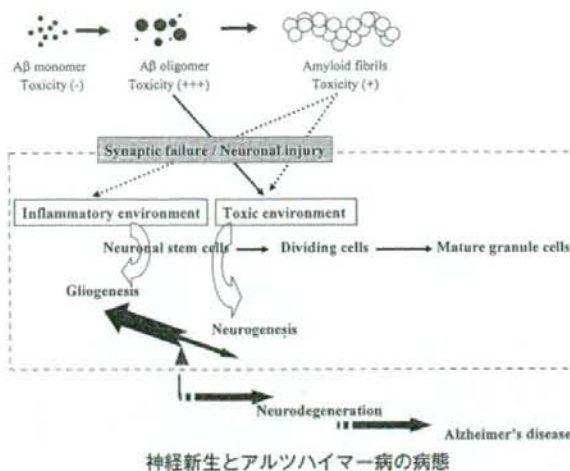 Aβ monomer
Toxicity (-)
Aβ oligomer
Toxicity (+++)
Amyloid fibrils
Toxicity (+)
Synaptic failure / Neuronal injury
Inflammatory environment
Toxic environment
Neuronal stem cells
Dividing cells
Mature granule cells
Gliogenesis
Neurogenesis
Neurodegeneration
Alzheimer's disease
神経新生とアルツハイマー病の病態